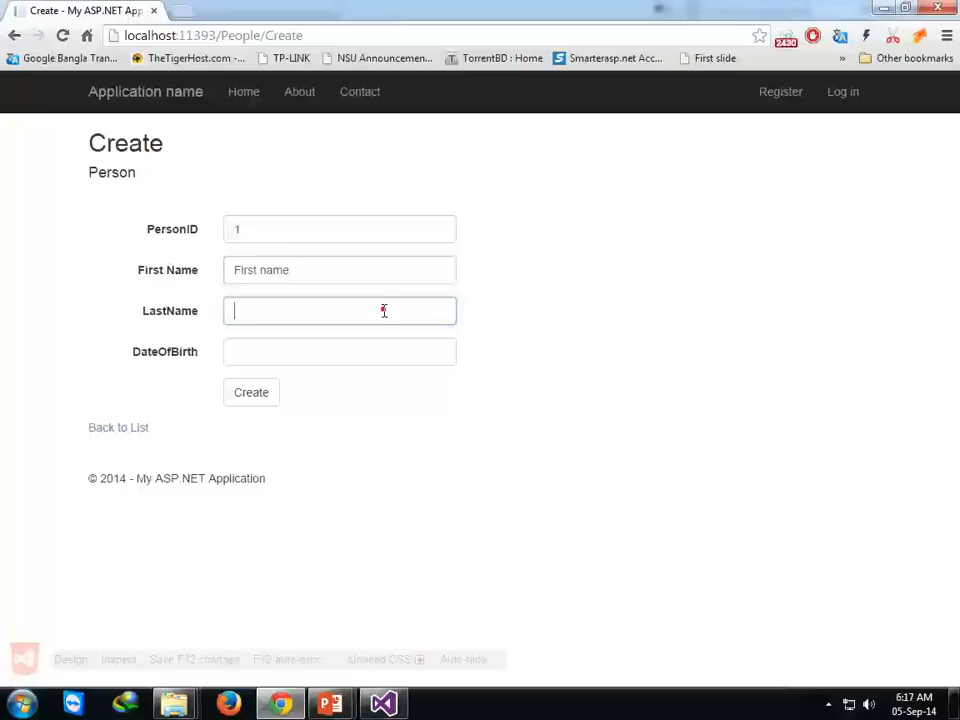 Create - My ASP.NET App
localhost:11393/People/Create
2430
Google Bangla Tran...
TheTigerHost.com -...
TP-LINK
NSU Announcemen...
TorrentBD : Home
Smarterasp.net Acc...
First slide
»
Other bookmarks
Application name
Home
About
Contact
Register
Log in
Create
Person
PersonID
1
First Name
First name
LastName
DateOfBirth
Create
Back to List
© 2014 - My ASP.NET Application
Design
Inspect
Save F12 changes
F12 auto-sync
Unused CSS
Auto-hide
6:17 AM
05-Sep-14